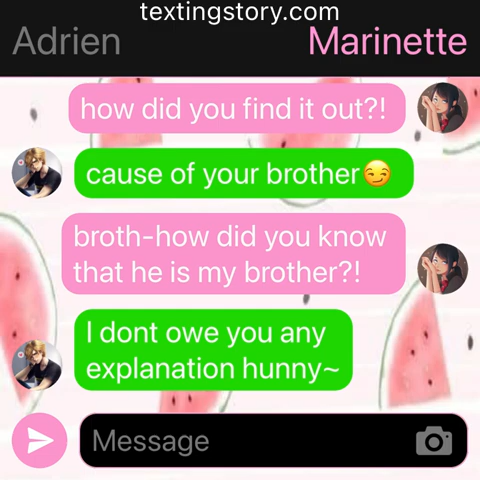 textingstory.com
Adrien
Marinette
how did you find it out?!
cause of your brother😏
broth-how did you know
that he is my brother?!
I dont owe you any
explanation hunny~
Message